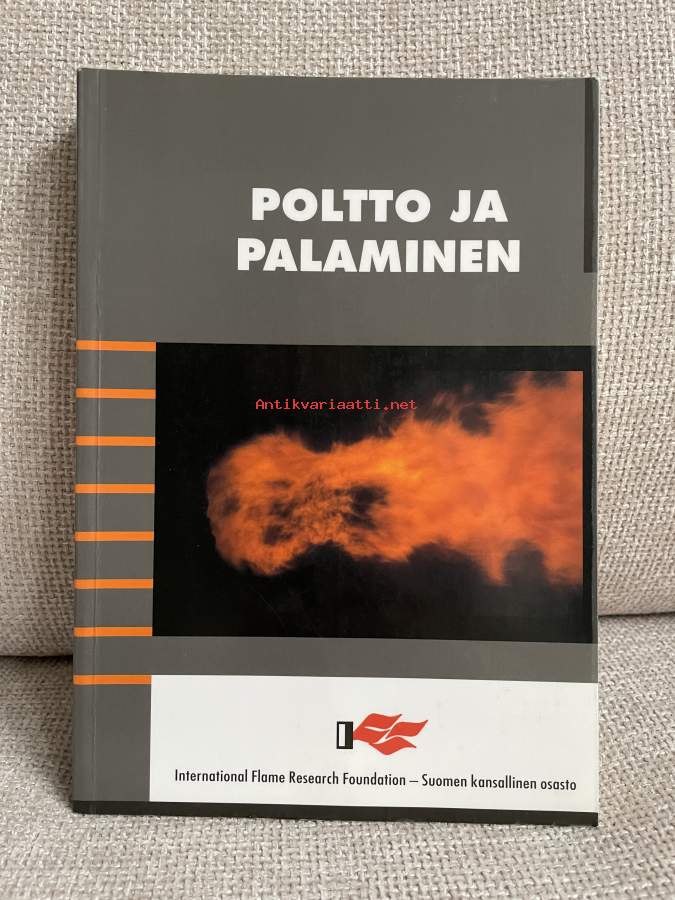 POLTTO JA
PALAMINEN
Antikvariaatti.net
International Flame Research Foundation – Suomen kansallinen osasto